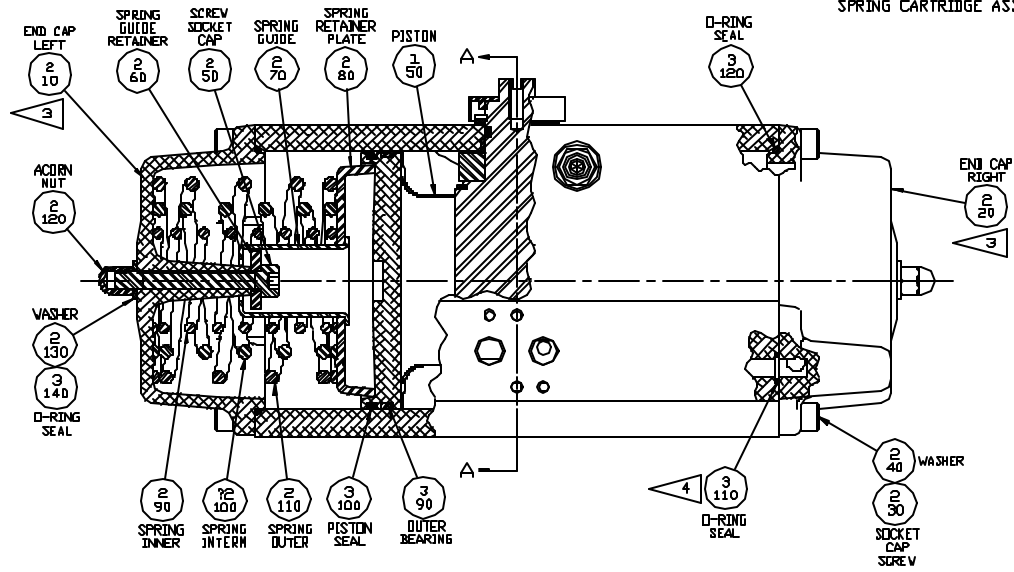 SPRING CARTRIDGE ASS
END CAP
LEFT
2
10
3
SPRING
GUIDE
RETAINER
2
60
SCREW
SOCKET
CAP
2
50
SPRING
GUIDE
2
70
SPRING
RETAINER
PLATE
2
80
PISTON
1
50
A
O-RING
SEAL
3
120
ACORN
NUT
2
120
END CAP
RIGHT
2
20
3
WASHER
2
130
3
140
O-RING
SEAL
2
90
SPRING
INNER
?2
100
SPRING
INTERM
2
110
SPRING
OUTER
3
100
PISTON
SEAL
3
90
OUTER
BEARING
A
4
3
110
O-RING
SEAL
2
40
WASHER
2
30
SOCKET
CAP
SCREW